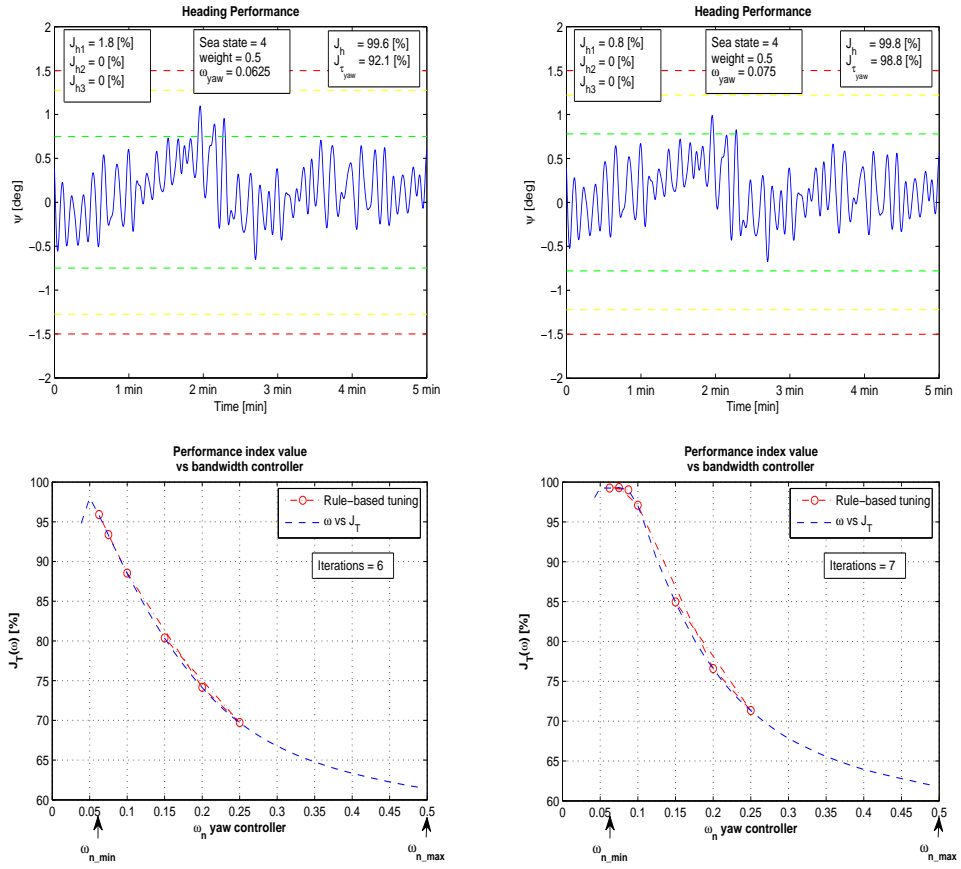 Heading Performance
J_h1 = 1.8 [%]
J_h2 = 0 [%]
J_h3 = 0 [%]
Sea state = 4
weight = 0.5
ω_yaw = 0.0625
J_h = 99.6 [%]
J_τ_yaw = 92.1 [%]
2
1.5
1
0.5
0
−0.5
−1
−1.5
−2
ψ [deg]
0
1 min
2 min
3 min
4 min
5 min
Time [min]
Heading Performance
J_h1 = 0.8 [%]
J_h2 = 0 [%]
J_h3 = 0 [%]
Sea state = 4
weight = 0.5
ω_yaw = 0.075
J_h = 99.8 [%]
J_τ_yaw = 98.8 [%]
2
1.5
1
0.5
0
−0.5
−1
−1.5
−2
ψ [deg]
0
1 min
2 min
3 min
4 min
5 min
Time [min]
Performance index value
vs bandwidth controller
Rule−based tuning
ω vs J_T
Iterations = 6
100
95
90
85
80
75
70
65
60
J_T(ω) [%]
0
0.05
0.1
0.15
0.2
0.25
0.3
0.35
0.4
0.45
0.5
ω_n yaw controller
ω_n_min
ω_n_max
Performance index value
vs bandwidth controller
Rule−based tuning
ω vs J_T
Iterations = 7
100
95
90
85
80
75
70
65
60
J_T(ω) [%]
0
0.05
0.1
0.15
0.2
0.25
0.3
0.35
0.4
0.45
0.5
ω_n yaw controller
ω_n_min
ω_n_max